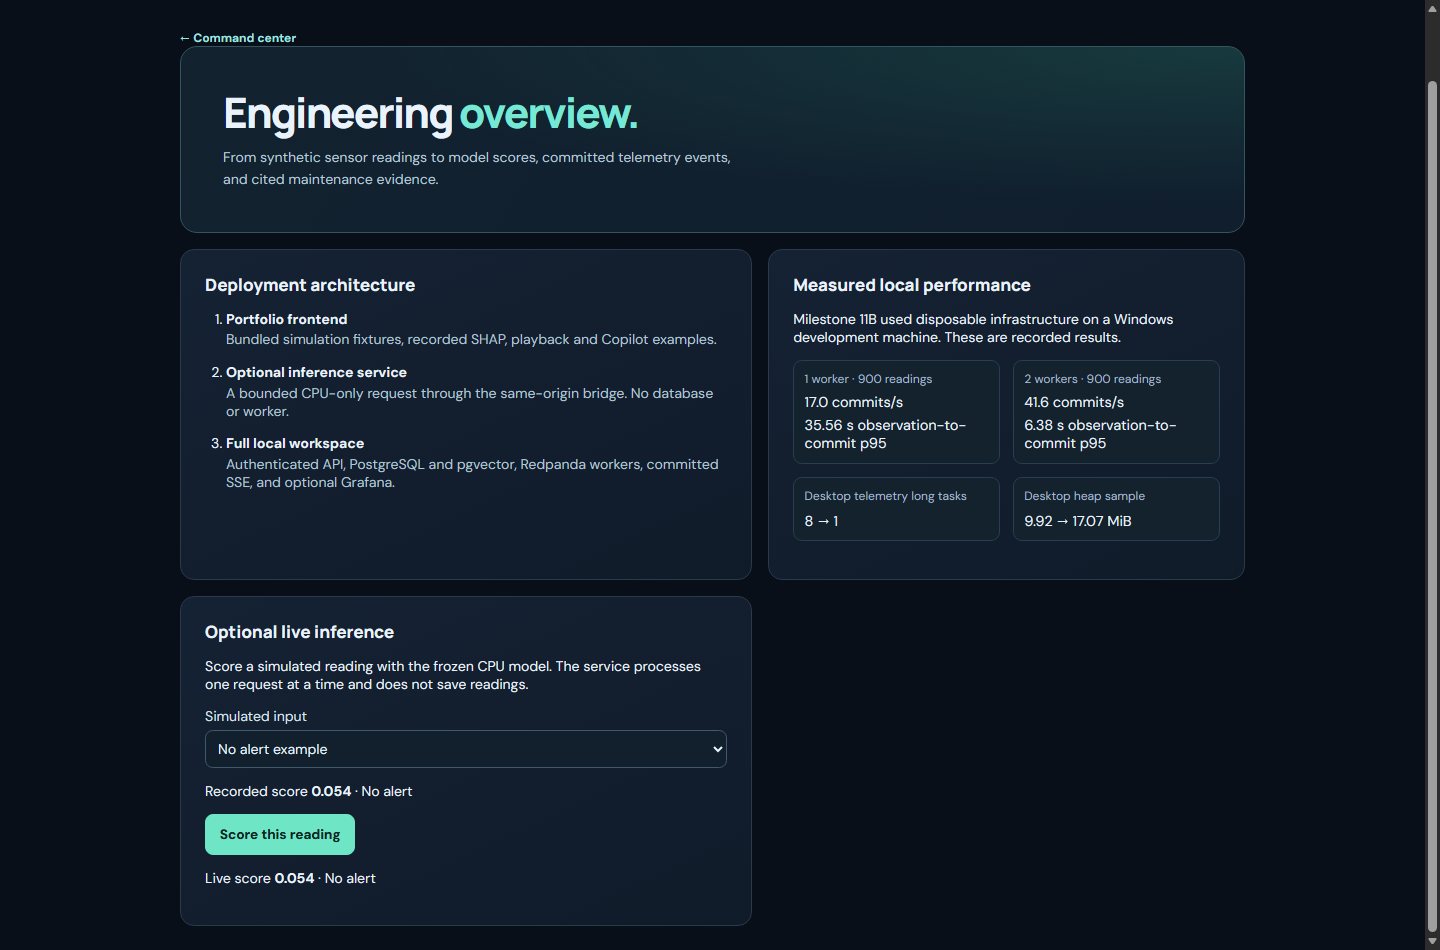 ← Command center
Engineering overview.
From synthetic sensor readings to model scores, committed telemetry events,
and cited maintenance evidence.
Deployment architecture
1. Portfolio frontend
Bundled simulation fixtures, recorded SHAP, playback and Copilot examples.
2. Optional inference service
A bounded CPU-only request through the same-origin bridge. No database
or worker.
3. Full local workspace
Authenticated API, PostgreSQL and pgvector, Redpanda workers, committed
SSE, and optional Grafana.
Measured local performance
Milestone 11B used disposable infrastructure on a Windows
development machine. These are recorded results.
1 worker · 900 readings
17.0 commits/s
35.56 s observation-to-
commit p95
2 workers · 900 readings
41.6 commits/s
6.38 s observation-to-
commit p95
Desktop telemetry long tasks
8 → 1
Desktop heap sample
9.92 → 17.07 MiB
Optional live inference
Score a simulated reading with the frozen CPU model. The service processes
one request at a time and does not save readings.
Simulated input
No alert example
Recorded score 0.054 · No alert
Score this reading
Live score 0.054 · No alert